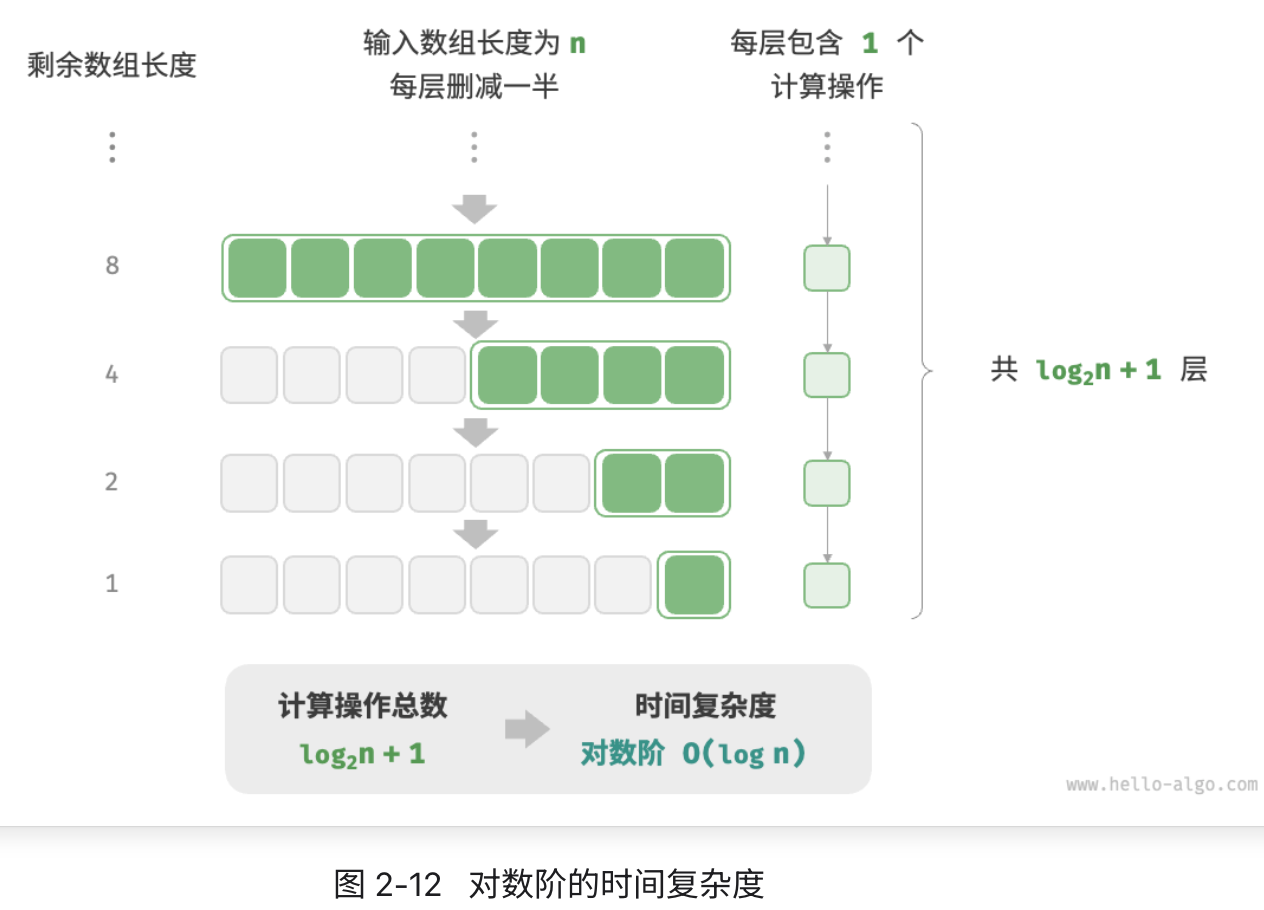 剩余数组长度
输入数组长度为 n
每层删减一半
每层包含 1 个
计算操作
8
4
2
1
共 log₂n + 1 层
计算操作总数
log₂n + 1
时间复杂度
对数阶 O(log n)
www.hello-algo.com
图 2-12 对数阶的时间复杂度